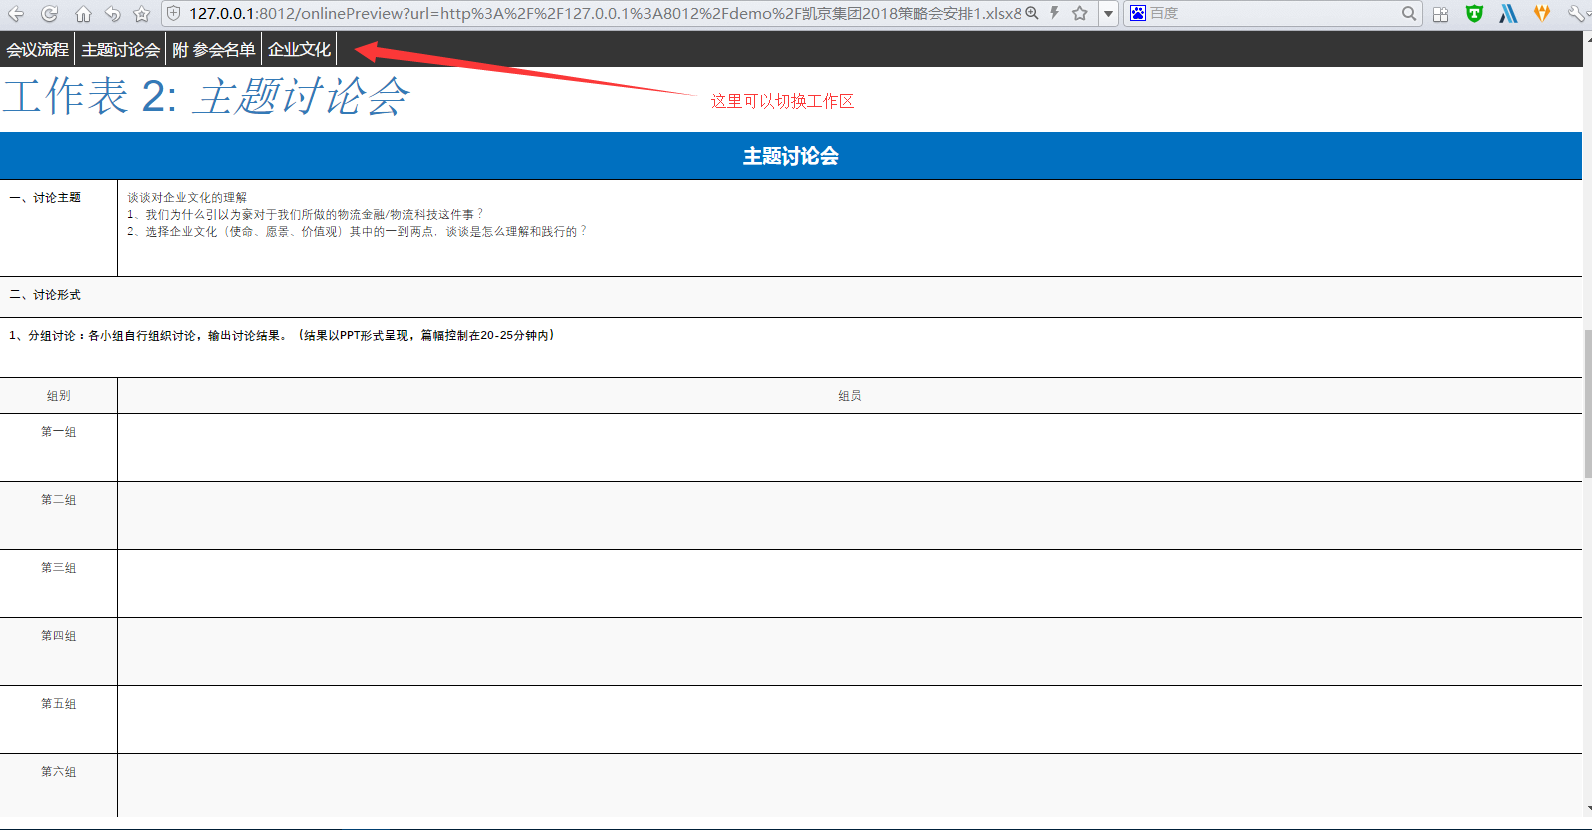 127.0.0.1:8012/onlinePreview?url=http%3A%2F%2F127.0.0.1%3A8012%2Fdemo%2F凯京集团2018策略会安排1.xlsx8
百度
会议流程 主题讨论会 附 参会名单 企业文化
工作表 2: 主题讨论会
这里可以切换工作区
主题讨论会
一、讨论主题
谈谈对企业文化的理解
1、我们为什么引以为豪对于我们所做的物流金融/物流科技这件事？
2、选择企业文化（使命、愿景、价值观）其中的一到两点，谈谈是怎么理解和践行的？
二、讨论形式
1、分组讨论：各小组自行组织讨论，输出讨论结果。（结果以PPT形式呈现，篇幅控制在20-25分钟内）
组别 组员
第一组
第二组
第三组
第四组
第五组
第六组